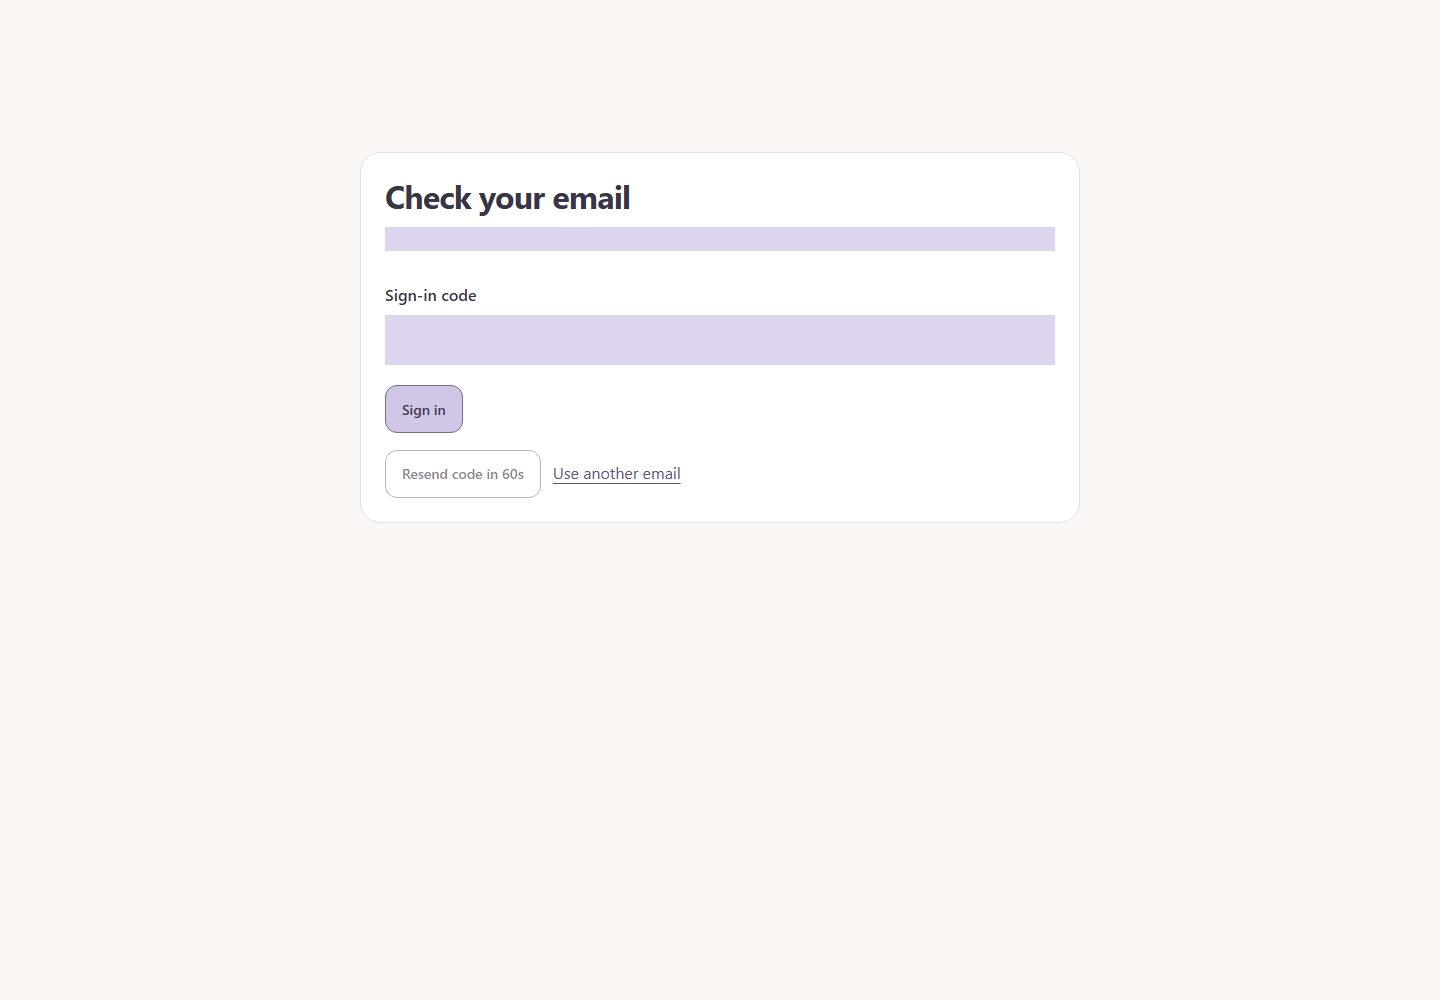 Check your email
Sign-in code
Sign in
Resend code in 60s
Use another email